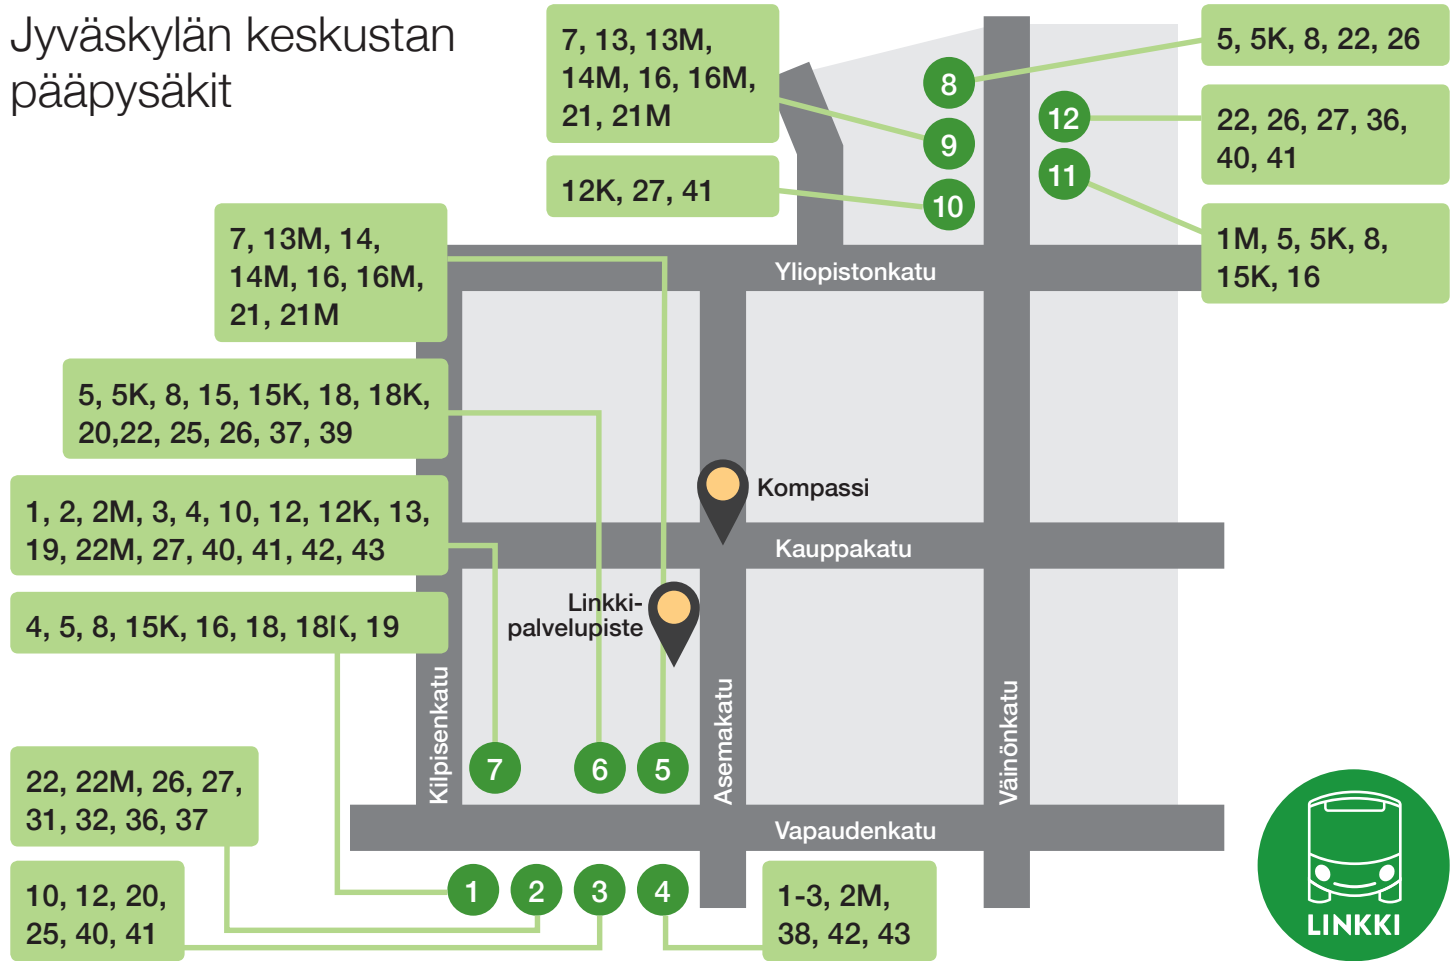 Jyväskylän keskustan
pääpysäkit
7, 13, 13M,
14M, 16, 16M,
21, 21M
5, 5K, 8, 22, 26
8
9
10
12
11
22, 26, 27, 36,
40, 41
12K, 27, 41
1M, 5, 5K, 8,
15K, 16
7, 13M, 14,
14M, 16, 16M,
21, 21M
Yliopistonkatu
5, 5K, 8, 15, 15K, 18, 18K,
20,22, 25, 26, 37, 39
Kompassi
1, 2, 2M, 3, 4, 10, 12, 12K, 13,
19, 22M, 27, 40, 41, 42, 43
Kauppakatu
4, 5, 8, 15K, 16, 18, 18K, 19
Linkki-
palvelupiste
Kilpisenkatu
Asemakatu
Väinönkatu
7
6
5
22, 22M, 26, 27,
31, 32, 36, 37
Vapaudenkatu
10, 12, 20,
25, 40, 41
1
2
3
4
1-3, 2M,
38, 42, 43
LINKKI